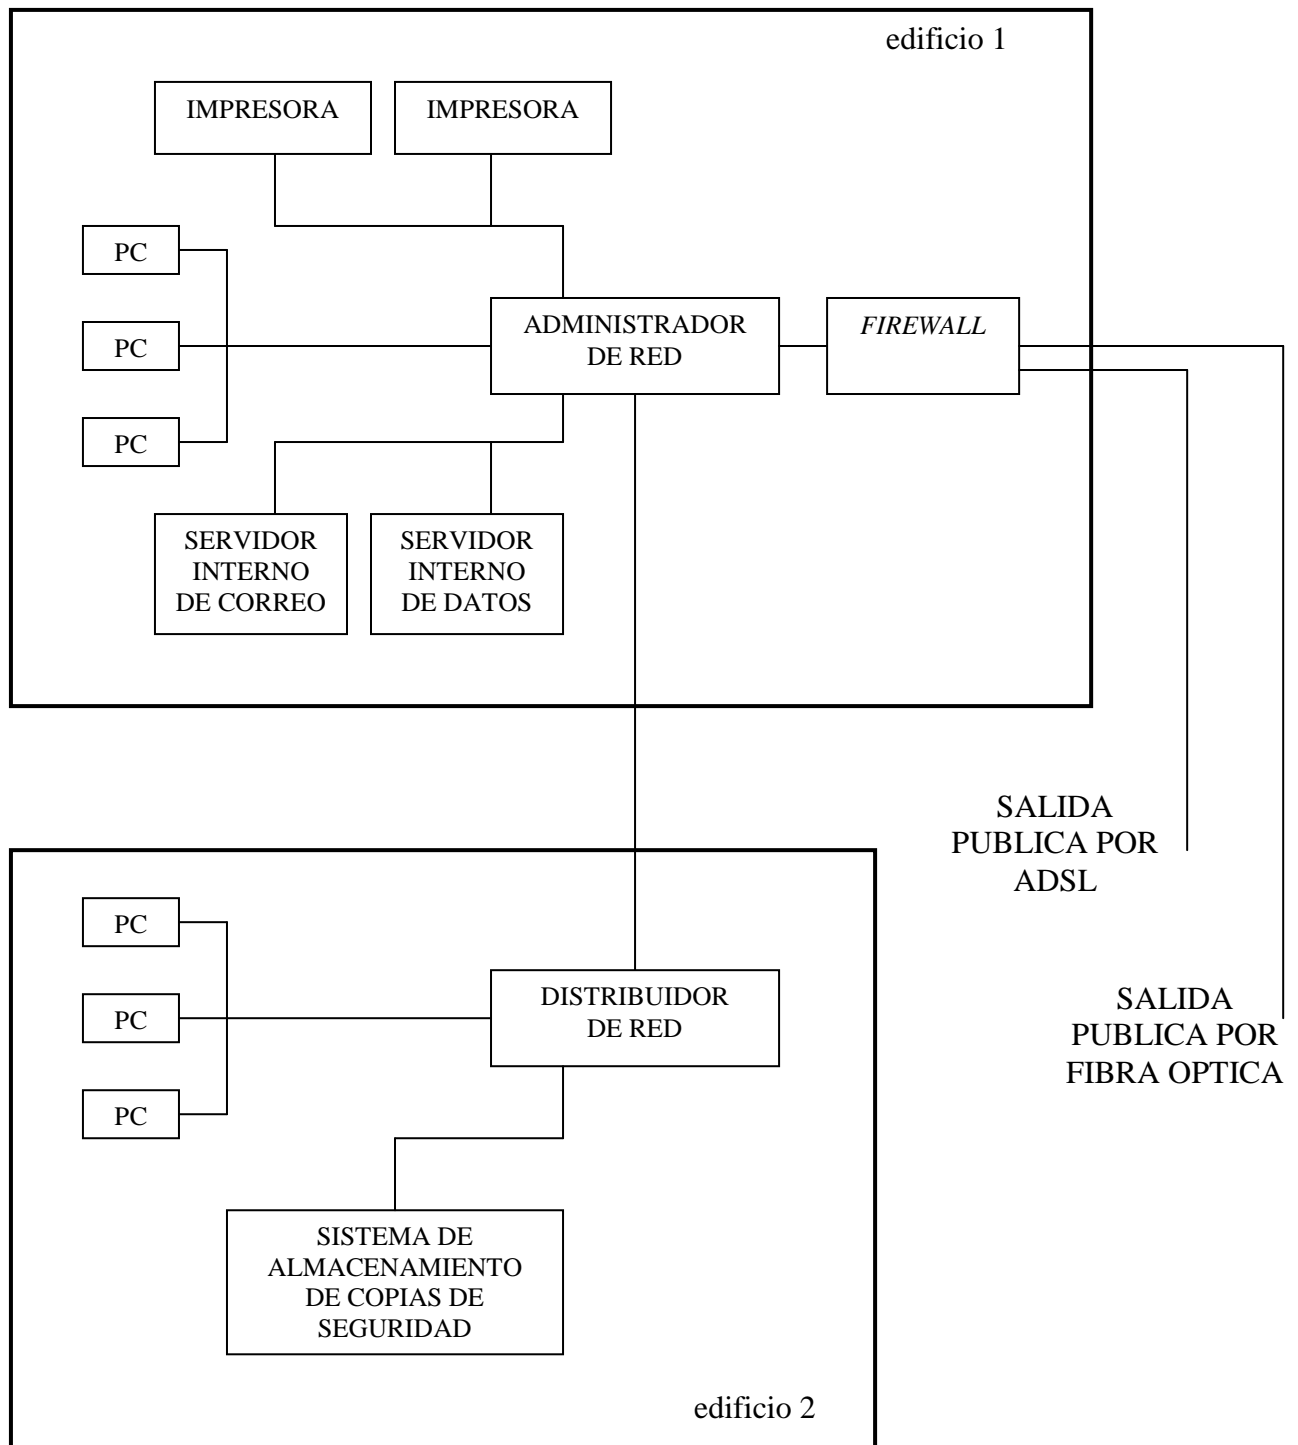 edificio 1
IMPRESORA
IMPRESORA
PC
PC
PC
ADMINISTRADOR
DE RED
FIREWALL
SERVIDOR
INTERNO
DE CORREO
SERVIDOR
INTERNO
DE DATOS
SALIDA
PUBLICA POR
ADSL
SALIDA
PUBLICA POR
FIBRA OPTICA
PC
PC
PC
DISTRIBUIDOR
DE RED
SISTEMA DE
ALMACENAMIENTO
DE COPIAS DE
SEGURIDAD
edificio 2